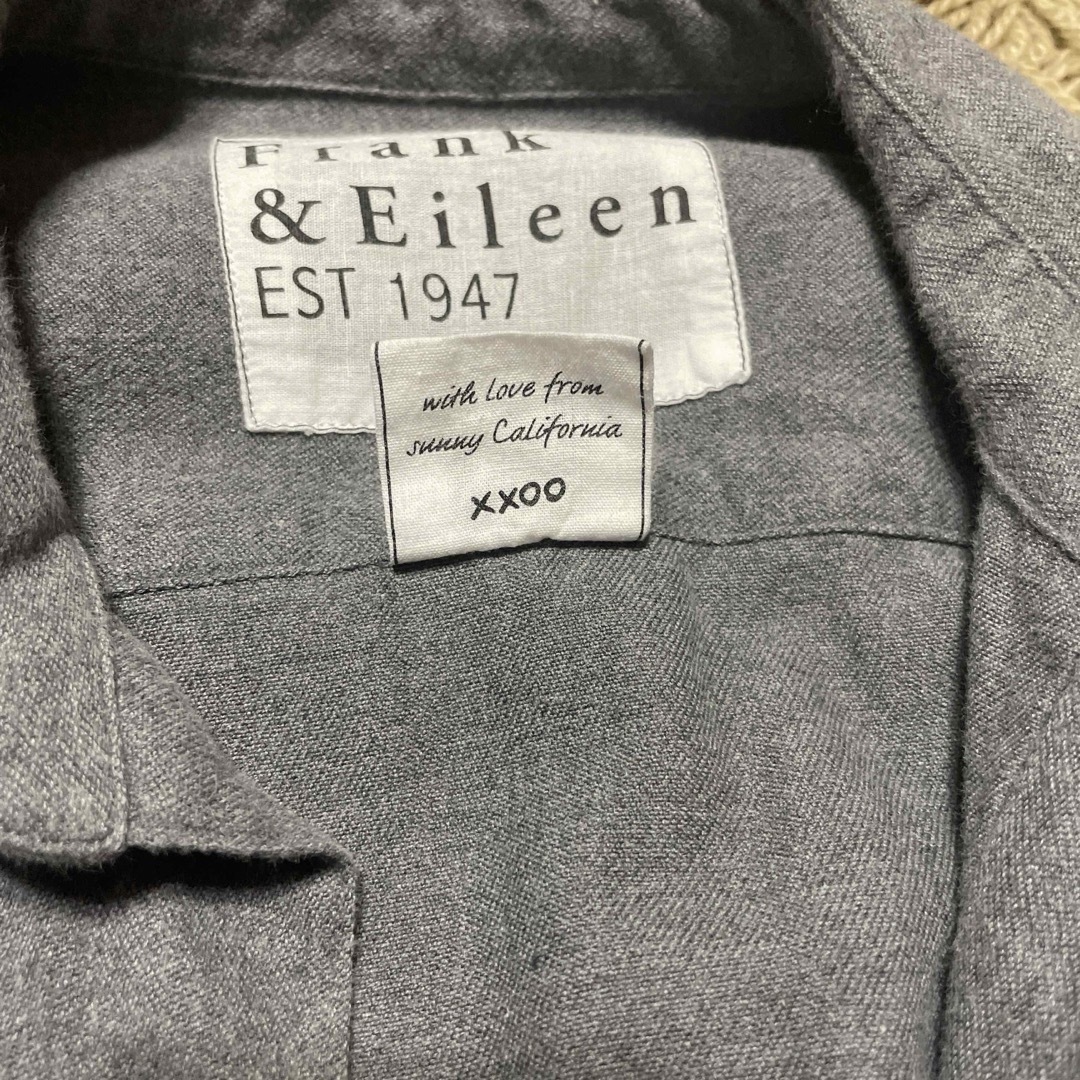 Frank
& Eileen
EST 1947
with love from
sunny California
XXOO